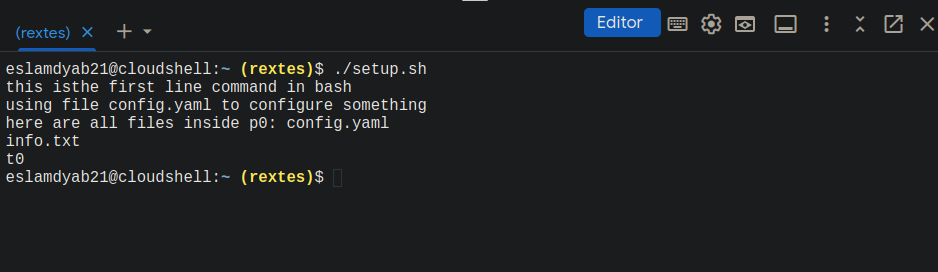 Editor
(rextes)
eslamdyab21@cloudshell:~ (rextes)$ ./setup.sh
this isthe first line command in bash
using file config.yaml to configure something
here are all files inside p0: config.yaml
info.txt
t0
eslamdyab21@cloudshell:~ (rextes)$